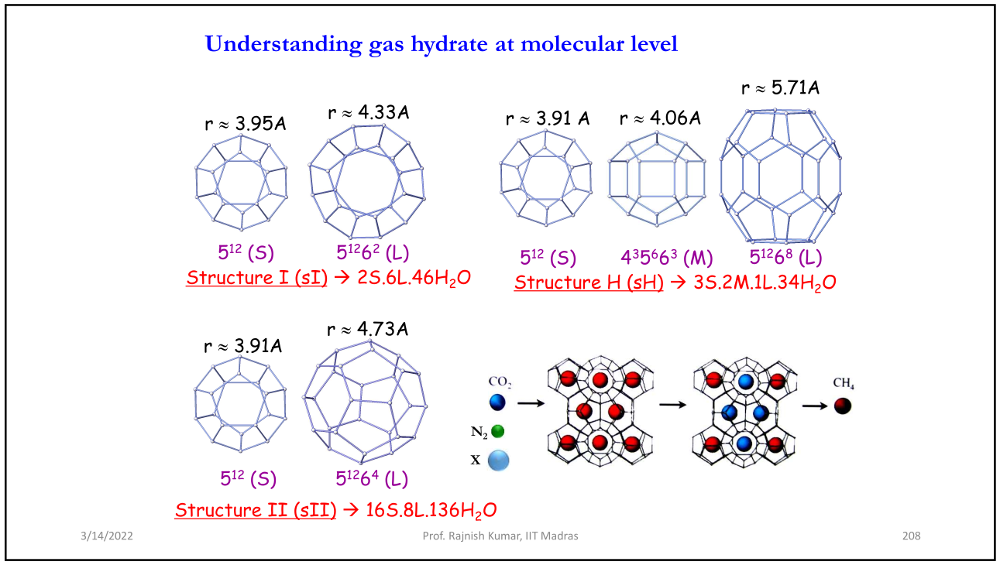 Understanding gas hydrate at molecular level
r ≈ 3.95A
r ≈ 4.33A
5¹² (S)
5¹²6² (L)
Structure I (sI) → 2S.6L.46H₂O
r ≈ 3.91 A
r ≈ 4.06A
r ≈ 5.71A
5¹² (S)
4³5⁶6³ (M)
5¹²6⁸ (L)
Structure H (sH) → 3S.2M.1L.34H₂O
r ≈ 3.91A
r ≈ 4.73A
5¹² (S)
5¹²6⁴ (L)
Structure II (sII) → 16S.8L.136H₂O
CO₂
N₂
X
CH₄
3/14/2022
Prof. Rajnish Kumar, IIT Madras
208